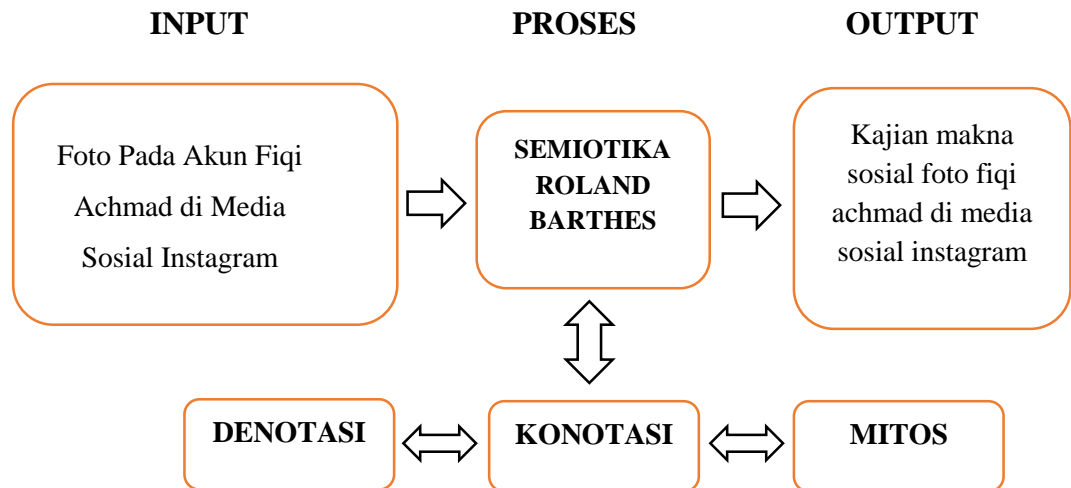 INPUT
PROSES
OUTPUT
Foto Pada Akun Fiqi
Achmad di Media
Sosial Instagram
SEMIOTIKA
ROLAND
BARTHES
Kajian makna
sosial foto fiqi
achmad di media
sosial instagram
DENOTASI
KONOTASI
MITOS